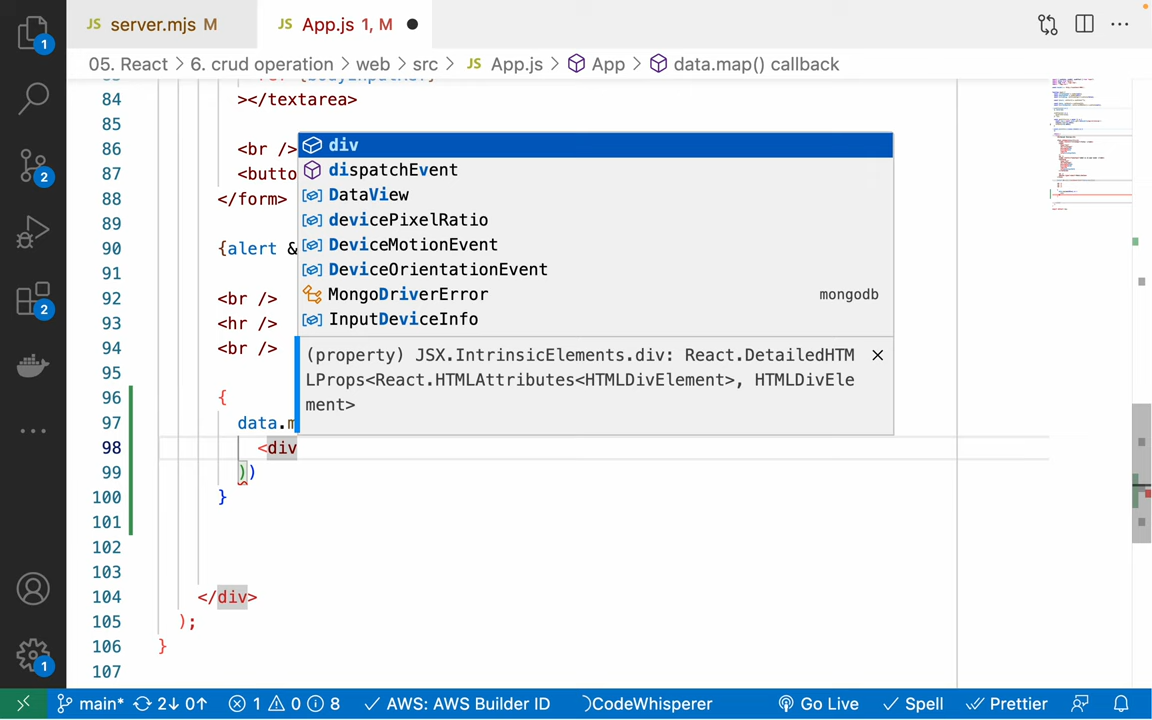 JS server.mjs M
JS App.js 1, M
05. React > 6. crud operation > web > src > JS App.js > App > data.map() callback
84 ></textarea>
85
86 <br />
87 <butto
88 </form>
89
90 {alert &
91
92 <br />
93 <hr />
94 <br />
95
96 {
97 data.m
98 <div
99 ))
100 }
101
102
103
104 </div>
105 );
106 }
107
div
dispatchEvent
DataView
devicePixelRatio
DeviceMotionEvent
DeviceOrientationEvent
MongoDriverError mongodb
InputDeviceInfo
(property) JSX.IntrinsicElements.div: React.DetailedHTM
LProps<React.HTMLAttributes<HTMLDivElement>, HTMLDivEle
ment>
1
2
2
1
main* 2↓ 0↑ 1 0 8 AWS: AWS Builder ID CodeWhisperer Go Live Spell Prettier